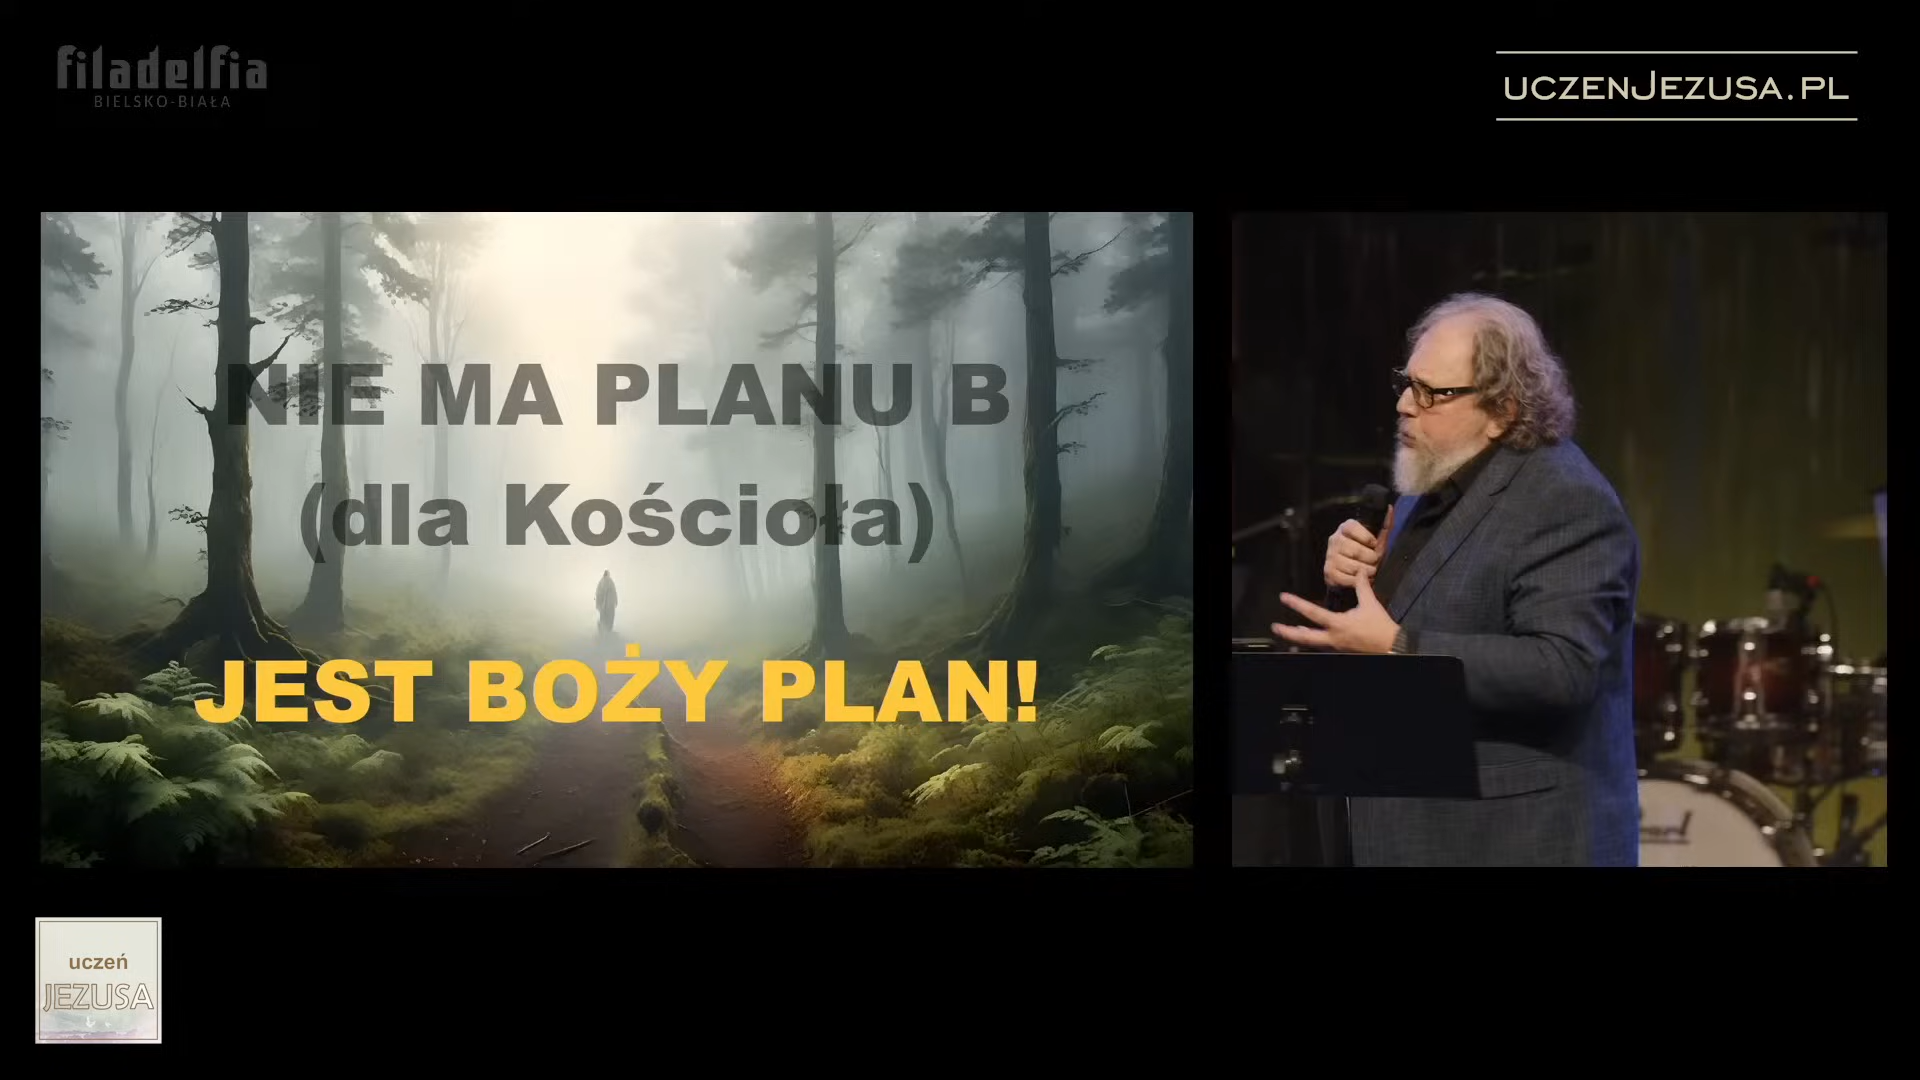 filadelfia
BIELSKO-BIAŁA
UCZENJEZUSA.PL
NIE MA PLANU B
(dla Kościoła)
JEST BOŻY PLAN!
uczeń
JEZUSA